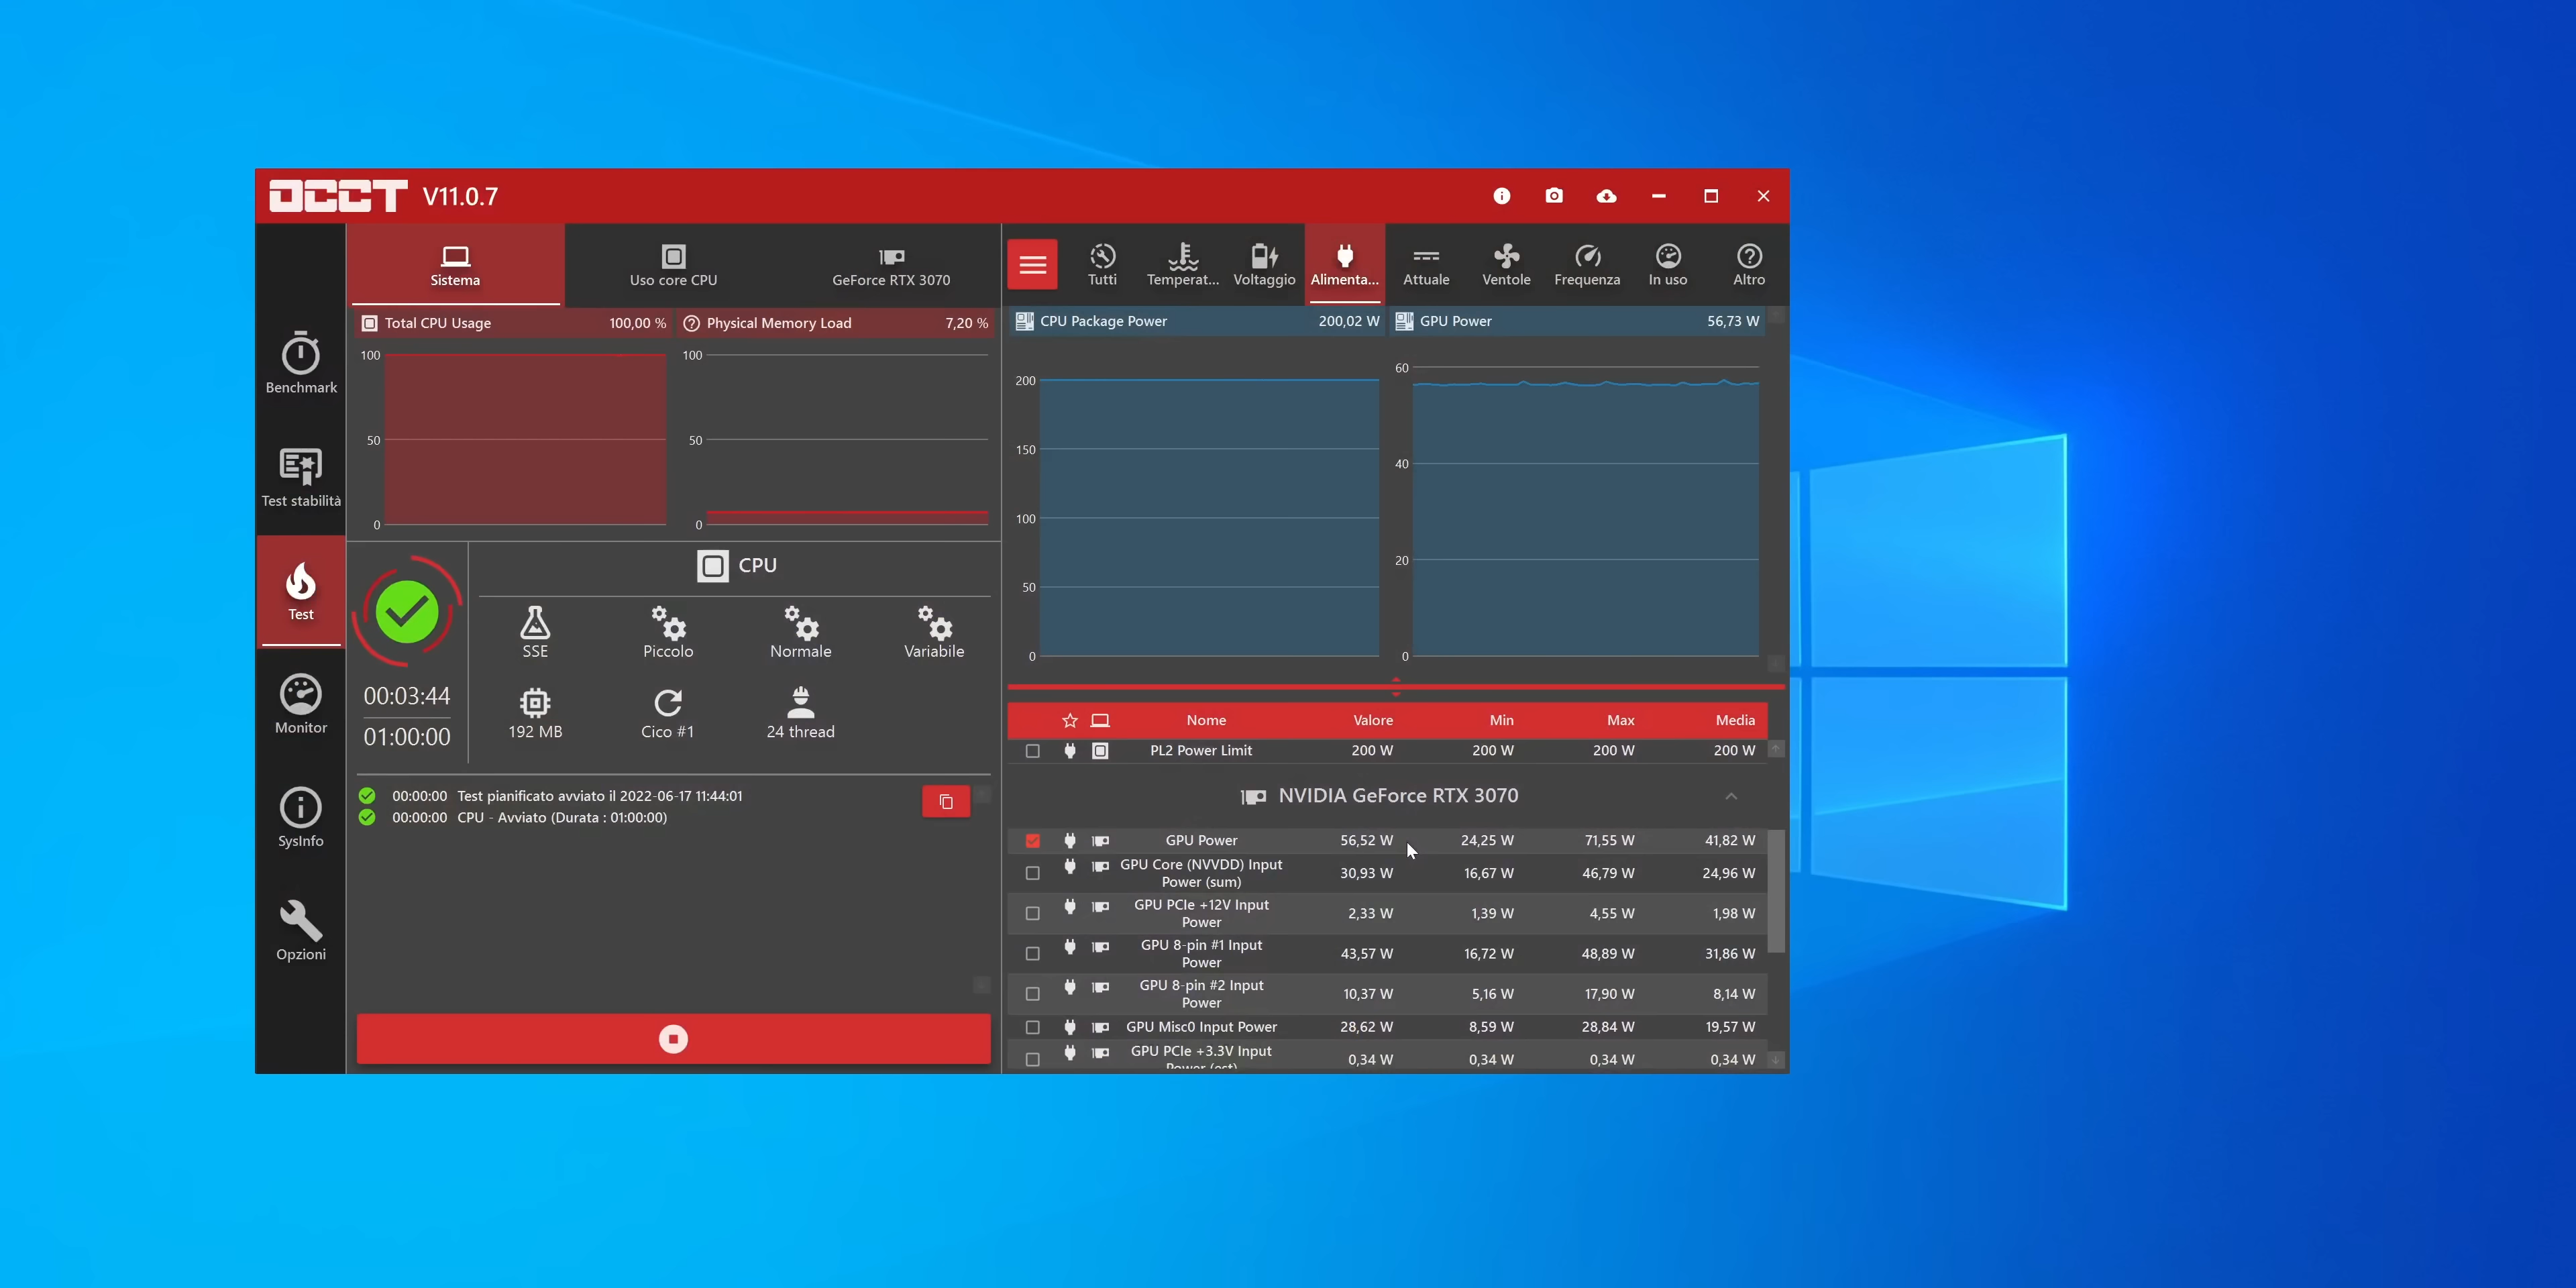 OCCT V11.0.7
Benchmark
Test stabilità
Test
Monitor
SysInfo
Opzioni
Sistema
Uso core CPU
GeForce RTX 3070
Total CPU Usage 100,00 %
100
50
0
Physical Memory Load 7,20 %
100
50
0
CPU
SSE
Piccolo
Normale
Variabile
192 MB
Cico #1
24 thread
00:03:44
01:00:00
00:00:00 Test pianificato avviato il 2022-06-17 11:44:01
00:00:00 CPU - Avviato (Durata : 01:00:00)
Tutti
Temperat...
Voltaggio
Alimenta...
Attuale
Ventole
Frequenza
In uso
Altro
CPU Package Power 200,02 W
200
150
100
50
0
GPU Power 56,73 W
60
40
20
0
Nome Valore Min Max Media
PL2 Power Limit 200 W 200 W 200 W 200 W
NVIDIA GeForce RTX 3070
GPU Power 56,52 W 24,25 W 71,55 W 41,82 W
GPU Core (NVVDD) Input
Power (sum) 30,93 W 16,67 W 46,79 W 24,96 W
GPU PCIe +12V Input
Power 2,33 W 1,39 W 4,55 W 1,98 W
GPU 8-pin #1 Input
Power 43,57 W 16,72 W 48,89 W 31,86 W
GPU 8-pin #2 Input
Power 10,37 W 5,16 W 17,90 W 8,14 W
GPU Misc0 Input Power 28,62 W 8,59 W 28,84 W 19,57 W
GPU PCIe +3.3V Input
Power (est) 0,34 W 0,34 W 0,34 W 0,34 W